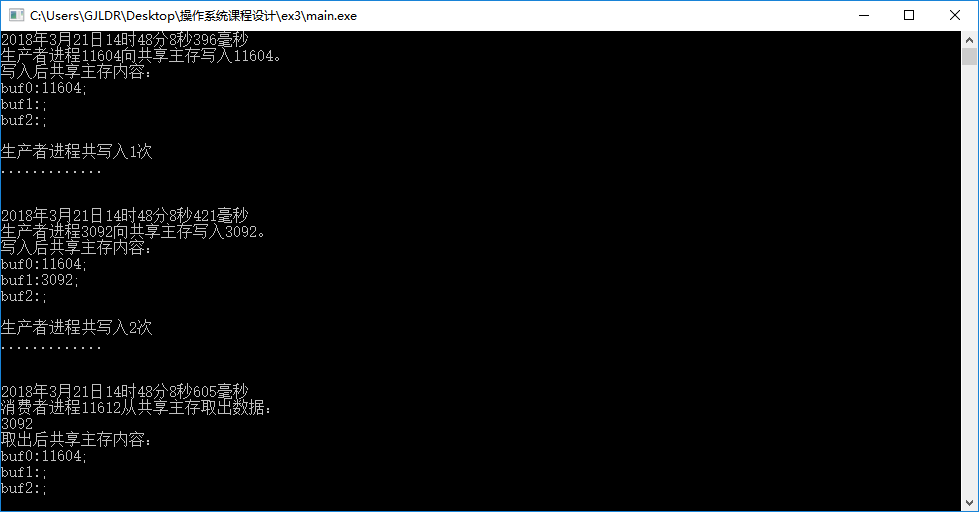 C:\Users\GJLDR\Desktop\操作系统课程设计\ex3\main.exe
2018年3月21日14时48分8秒396毫秒
生产者进程11604向共享主存写入11604。
写入后共享主存内容：
buf0:11604;
buf1:;
buf2:;
生产者进程共写入1次
.............
2018年3月21日14时48分8秒421毫秒
生产者进程3092向共享主存写入3092。
写入后共享主存内容：
buf0:11604;
buf1:3092;
buf2:;
生产者进程共写入2次
.............
2018年3月21日14时48分8秒605毫秒
消费者进程11612从共享主存取出数据：
3092
取出后共享主存内容：
buf0:11604;
buf1:;
buf2:;